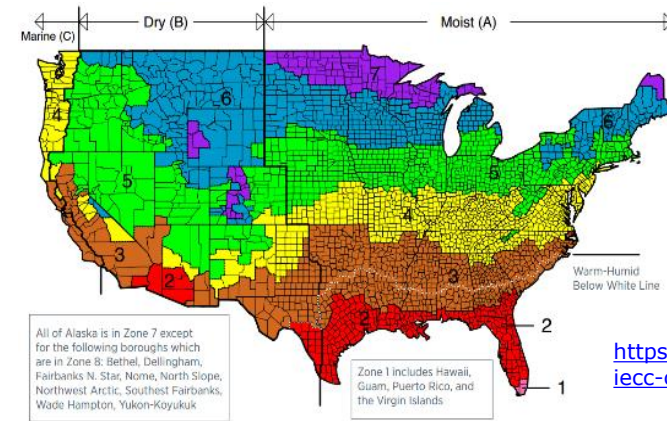 Marine (C)
Dry (B)
Moist (A)
7
6
6
4
5
5
4
3
3
2
2
2
1
Warm-Humid
Below White Line
All of Alaska is in Zone 7 except
for the following boroughs which
are in Zone 8: Bethel, Dellingham,
Fairbanks N. Star, Nome, North Slope,
Northwest Arctic, Southest Fairbanks,
Wade Hampton, Yukon-Koyukuk
Zone 1 includes Hawaii,
Guam, Puerto Rico, and
the Virgin Islands
https
iecc-c